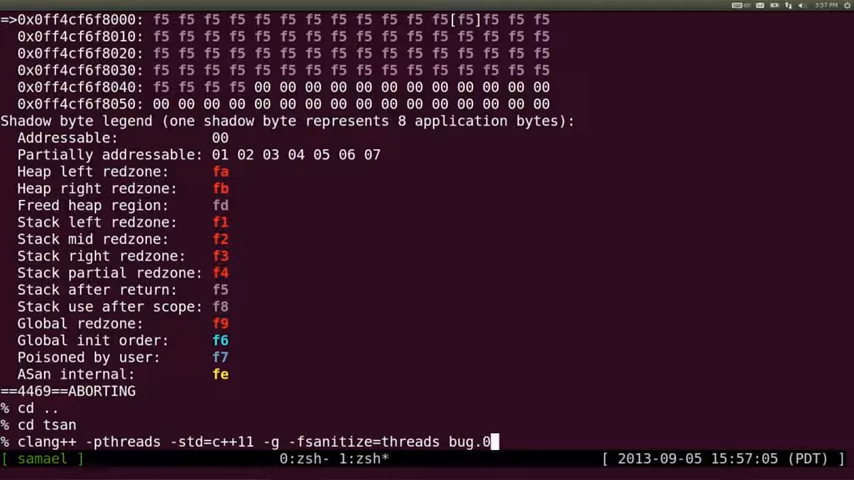 3:57 PM
=>0x0ff4cf6f8000: f5 f5 f5 f5 f5 f5 f5 f5 f5 f5 f5 f5[f5]f5 f5 f5
0x0ff4cf6f8010: f5 f5 f5 f5 f5 f5 f5 f5 f5 f5 f5 f5 f5 f5 f5 f5
0x0ff4cf6f8020: f5 f5 f5 f5 f5 f5 f5 f5 f5 f5 f5 f5 f5 f5 f5 f5
0x0ff4cf6f8030: f5 f5 f5 f5 f5 f5 f5 f5 f5 f5 f5 f5 f5 f5 f5 f5
0x0ff4cf6f8040: f5 f5 f5 f5 00 00 00 00 00 00 00 00 00 00 00 00
0x0ff4cf6f8050: 00 00 00 00 00 00 00 00 00 00 00 00 00 00 00 00
Shadow byte legend (one shadow byte represents 8 application bytes):
Addressable: 00
Partially addressable: 01 02 03 04 05 06 07
Heap left redzone: fa
Heap right redzone: fb
Freed heap region: fd
Stack left redzone: f1
Stack mid redzone: f2
Stack right redzone: f3
Stack partial redzone: f4
Stack after return: f5
Stack use after scope: f8
Global redzone: f9
Global init order: f6
Poisoned by user: f7
ASan internal: fe
==4469==ABORTING
% cd ..
% cd tsan
% clang++ -pthreads -std=c++11 -g -fsanitize=threads bug.0
[ samael ] 0:zsh- 1:zsh* [ 2013-09-05 15:57:05 (PDT) ]